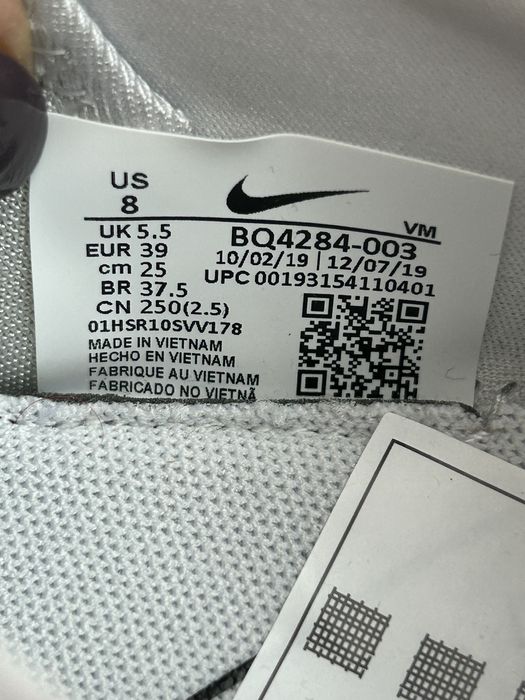 US
8
VM
UK 5.5
EUR 39
cm 25
BR 37.5
CN 250(2.5)
BQ4284-003
10/02/19 | 12/07/19
UPC 00193154110401
01HSR10SVV178
MADE IN VIETNAM
HECHO EN VIETNAM
FABRIQUE AU VIETNAM
FABRICADO NO VIETNÃ